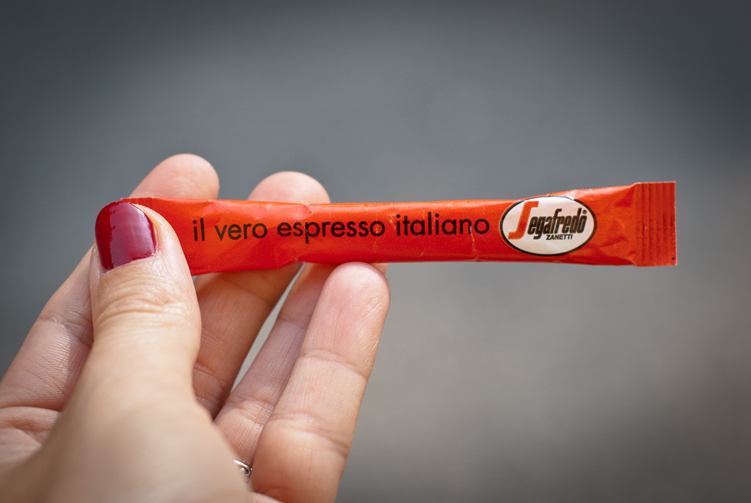 il vero espresso italiano
Segafredo
ZANETTI